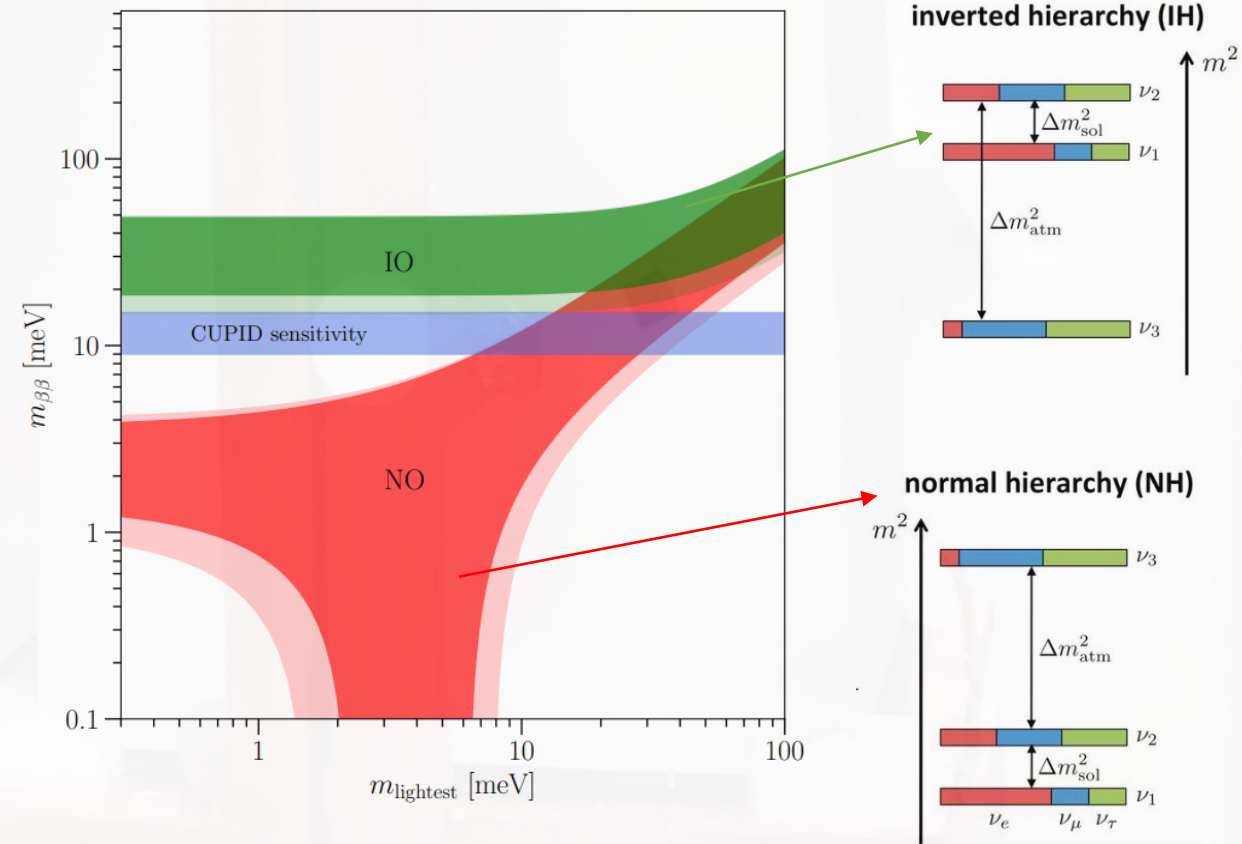 100
10
1
0.1
mββ [meV]
IO
CUPID sensitivity
NO
1
10
100
mlightest [meV]
inverted hierarchy (IH)
m²
ν₂
Δm²sol
ν₁
Δm²atm
ν₃
normal hierarchy (NH)
m²
ν₃
Δm²atm
ν₂
Δm²sol
ν₁
νe νμ ντ